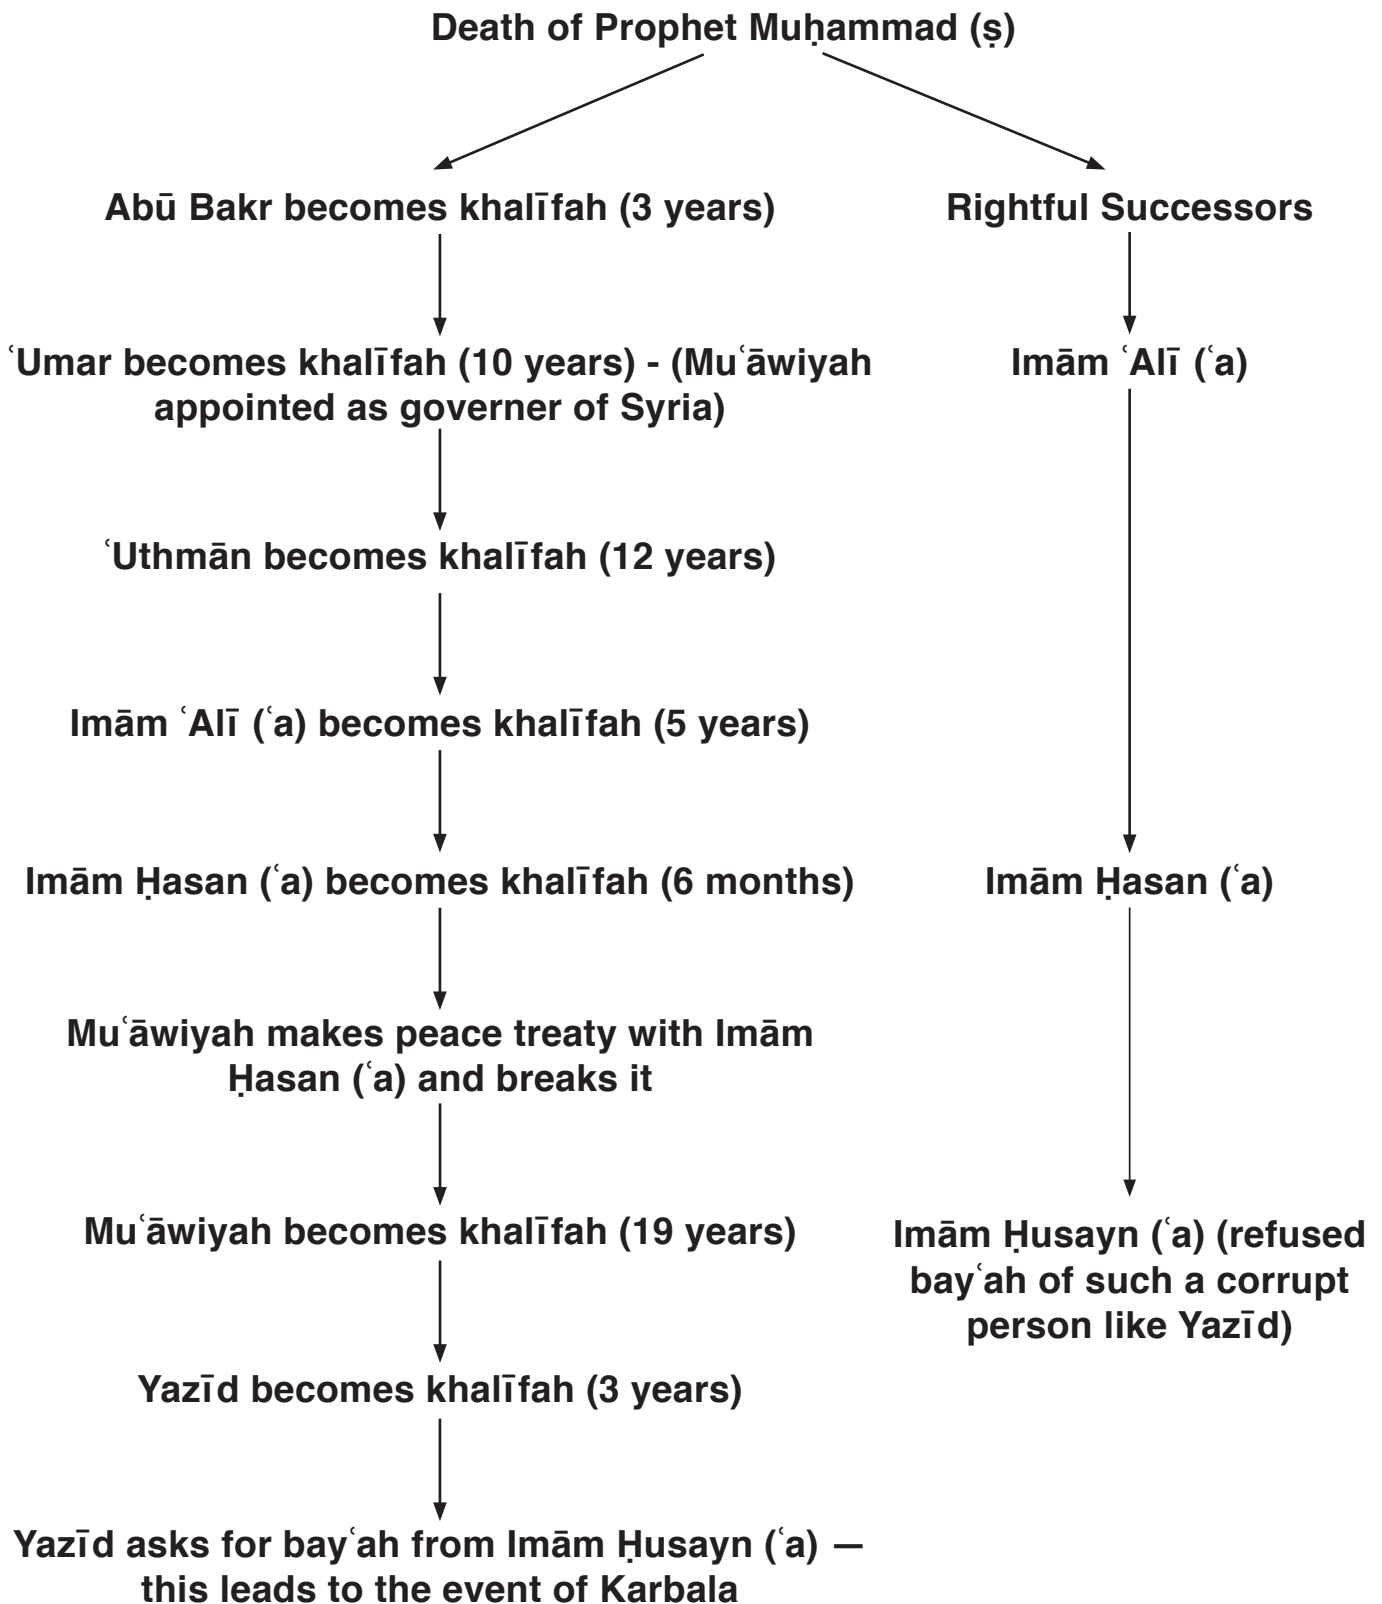 Death of Prophet Muḥammad (ṣ)
Abū Bakr becomes khalīfah (3 years)
Rightful Successors
ʿUmar becomes khalīfah (10 years) - (Muʿāwiyah
appointed as governer of Syria)
Imām ʿAlī (ʿa)
ʿUthmān becomes khalīfah (12 years)
Imām ʿAlī (ʿa) becomes khalīfah (5 years)
Imām Ḥasan (ʿa) becomes khalīfah (6 months)
Imām Ḥasan (ʿa)
Muʿāwiyah makes peace treaty with Imām
Ḥasan (ʿa) and breaks it
Muʿāwiyah becomes khalīfah (19 years)
Imām Ḥusayn (ʿa) (refused
bayʿah of such a corrupt
person like Yazīd)
Yazīd becomes khalīfah (3 years)
Yazīd asks for bayʿah from Imām Ḥusayn (ʿa) —
this leads to the event of Karbala